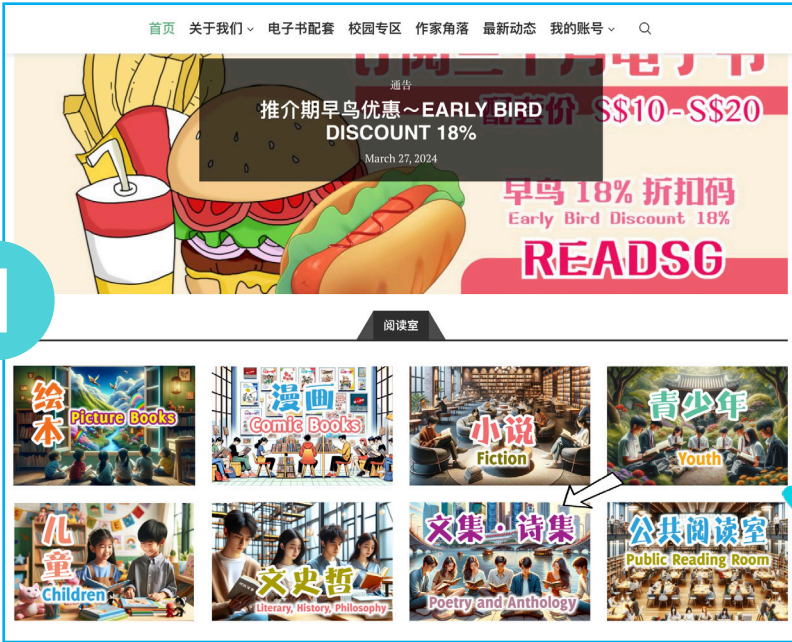 首页 关于我们 电子书配套 校园专区 作家角落 最新动态 我的账号
通告
推介期早鸟优惠～EARLY BIRD
DISCOUNT 18%
March 27, 2024
S$10-S$20
早鸟 18% 折扣码
Early Bird Discount 18%
READSG
阅读室
绘本
Picture Books
漫画
Comic Books
小说
Fiction
青少年
Youth
儿童
Children
文史哲
Literary, History, Philosophy
文集·诗集
Poetry and Anthology
公共阅读室
Public Reading Room